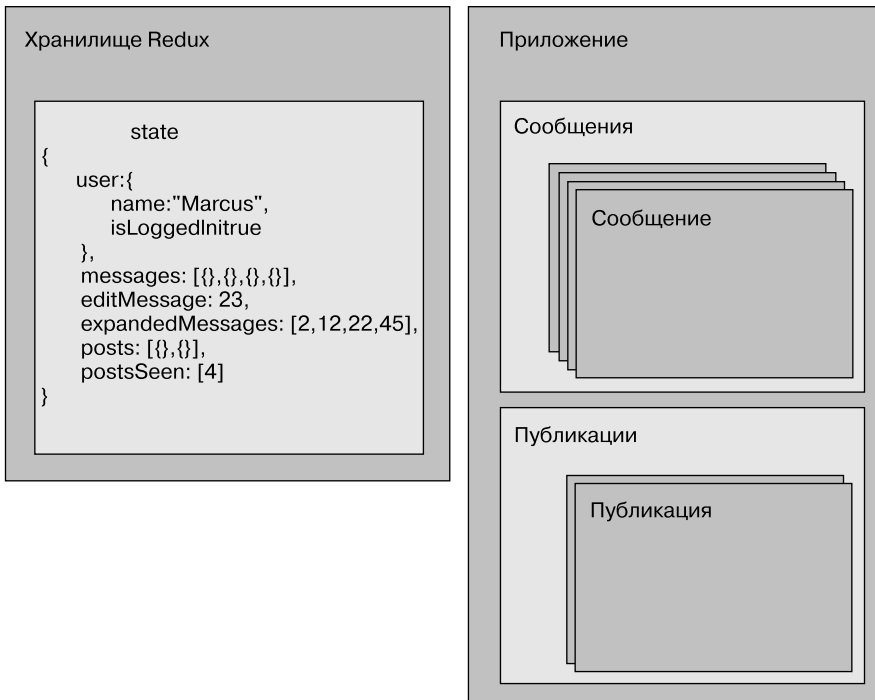 Хранилище Redux
state
{
user:{
name:"Marcus",
isLoggedInitrue
},
messages: [{},{},{},{}],
editMessage: 23,
expandedMessages: [2,12,22,45],
posts: [{},{}],
postsSeen: [4]
}
Приложение
Сообщения
Сообщение
Публикации
Публикация